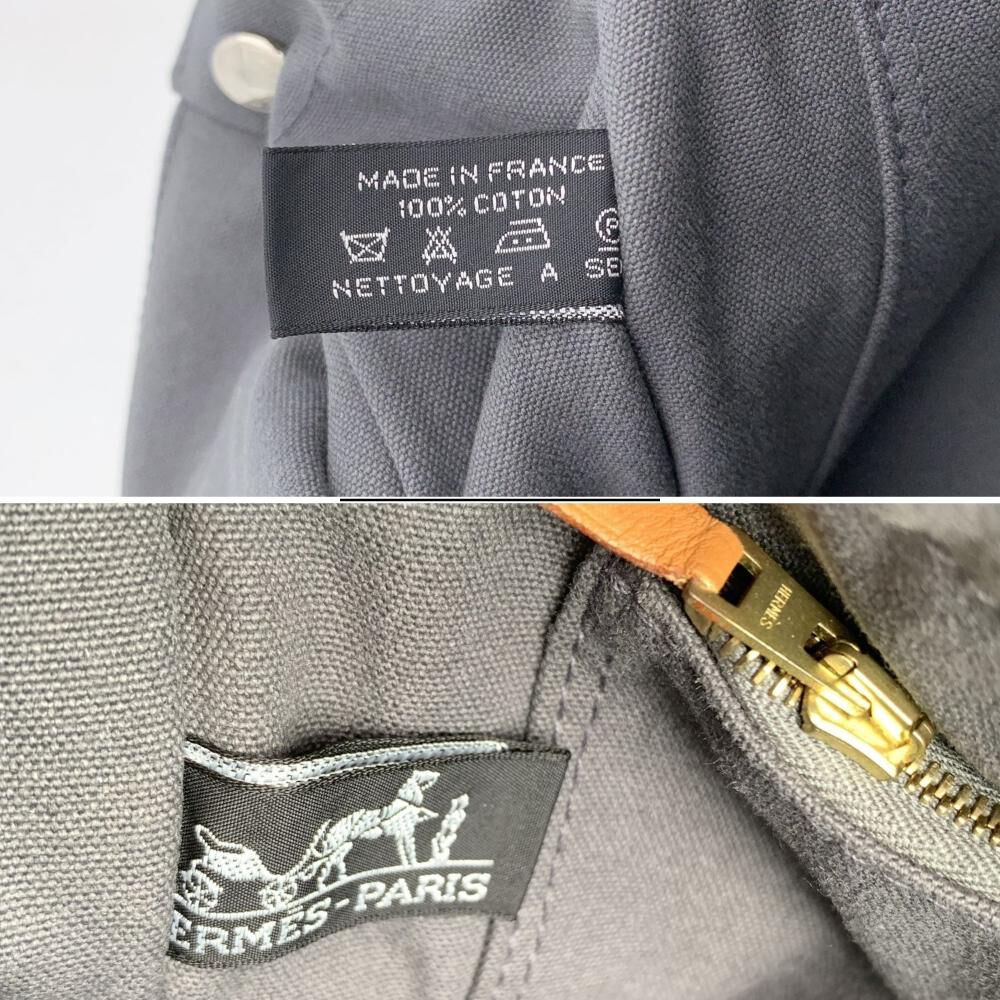 MADE IN FRANCE
100% COTON
P
NETTOYAGE A SE
HERMES
ERMES-PARIS